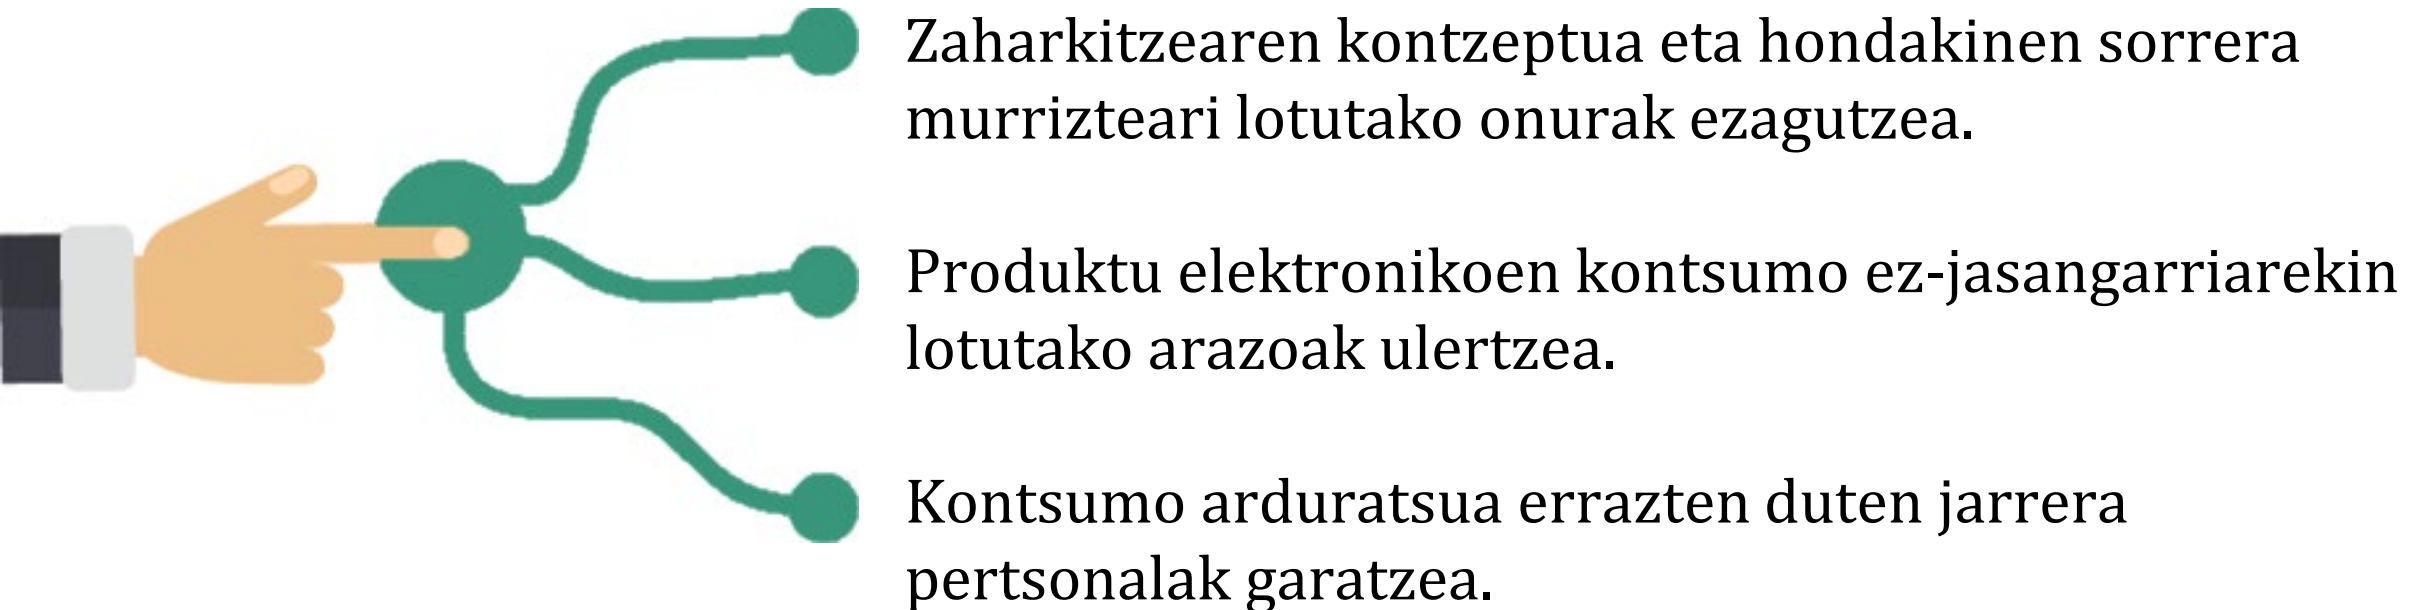 Zaharkitzearen kontzeptua eta hondakinen sorrera
murrizteari lotutako onurak ezagutzea.
Produktu elektronikoen kontsumo ez-jasangarriarekin
lotutako arazoak ulertzea.
Kontsumo arduratsua errazten duten jarrera
pertsonalak garatzea.